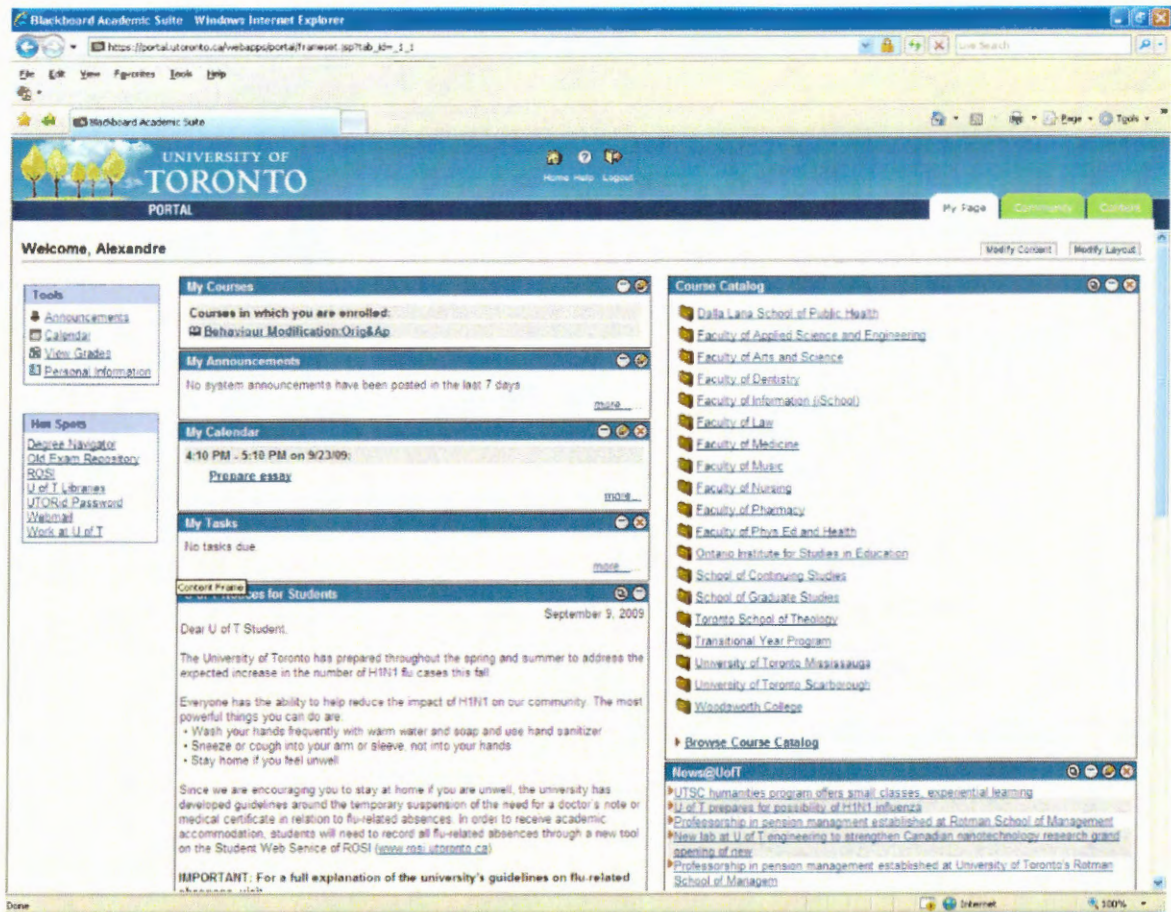 Blackboard Academic Suite Windows Internet Explorer
https://portal.utoronto.ca/webapps/portal/frameset.jsp?tab_id=_1_1
Live Search
File Edit View Favorites Tools Help
Blackboard Academic Suite
Page Tools
UNIVERSITY OF
TORONTO
Home Help Logout
PORTAL
My Page Community Content
Welcome, Alexandre
Modify Content Modify Layout
Tools
Announcements
Calendar
View Grades
Personal Information
Hot Spots
Degree Navigator
Old Exam Repository
ROSI
U of T Libraries
UTORid Password
Webmail
Work at U of T
My Courses
Courses in which you are enrolled:
Behaviour Modification:Orig&Ap
My Announcements
No system announcements have been posted in the last 7 days
more...
My Calendar
4:10 PM - 5:10 PM on 9/23/09:
Prepare essay
more...
My Tasks
No tasks due
more...
Content Frame
U of T Notices for Students
September 9, 2009
Dear U of T Student,
The University of Toronto has prepared throughout the spring and summer to address the
expected increase in the number of H1N1 flu cases this fall
Everyone has the ability to help reduce the impact of H1N1 on our community. The most
powerful things you can do are
• Wash your hands frequently with warm water and soap and use hand sanitizer
• Sneeze or cough into your arm or sleeve, not into your hands
• Stay home if you feel unwell
Since we are encouraging you to stay at home if you are unwell, the university has
developed guidelines around the temporary suspension of the need for a doctor's note or
medical certificate in relation to flu-related absences. In order to receive academic
accommodation, students will need to record all flu-related absences through a new tool
on the Student Web Service of ROSI (www.rosi.utoronto.ca)
IMPORTANT: For a full explanation of the university's guidelines on flu-related
Course Catalog
Dalla Lana School of Public Health
Faculty of Applied Science and Engineering
Faculty of Arts and Science
Faculty of Dentistry
Faculty of Information (iSchool)
Faculty of Law
Faculty of Medicine
Faculty of Music
Faculty of Nursing
Faculty of Pharmacy
Faculty of Phys Ed and Health
Ontario Institute for Studies in Education
School of Continuing Studies
School of Graduate Studies
Toronto School of Theology
Transitional Year Program
University of Toronto Mississauga
University of Toronto Scarborough
Woodsworth College
Browse Course Catalog
News@UofT
UTSC humanities program offers small classes, experiential learning
U of T prepares for possibility of H1N1 influenza
Professorship in pension managment established at Rotman School of Management
New lab at U of T engineering to strengthen Canadian nanotechnology research grand
opening of new
Professorship in pension management established at University of Toronto's Rotman
School of Managem
Done
Internet
100%